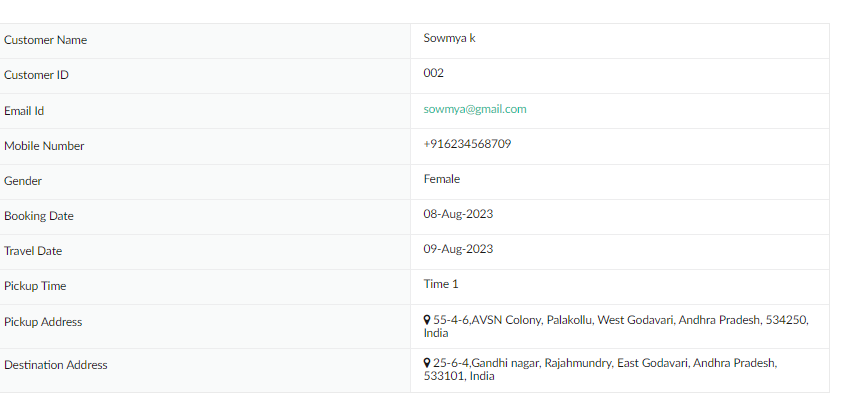 Customer Name Sowmya k
Customer ID 002
Email Id sowmya@gmail.com
Mobile Number +916234568709
Gender Female
Booking Date 08-Aug-2023
Travel Date 09-Aug-2023
Pickup Time Time 1
Pickup Address 55-4-6,AVSN Colony, Palakollu, West Godavari, Andhra Pradesh, 534250,
India
Destination Address 25-6-4,Gandhi nagar, Rajahmundry, East Godavari, Andhra Pradesh,
533101, India